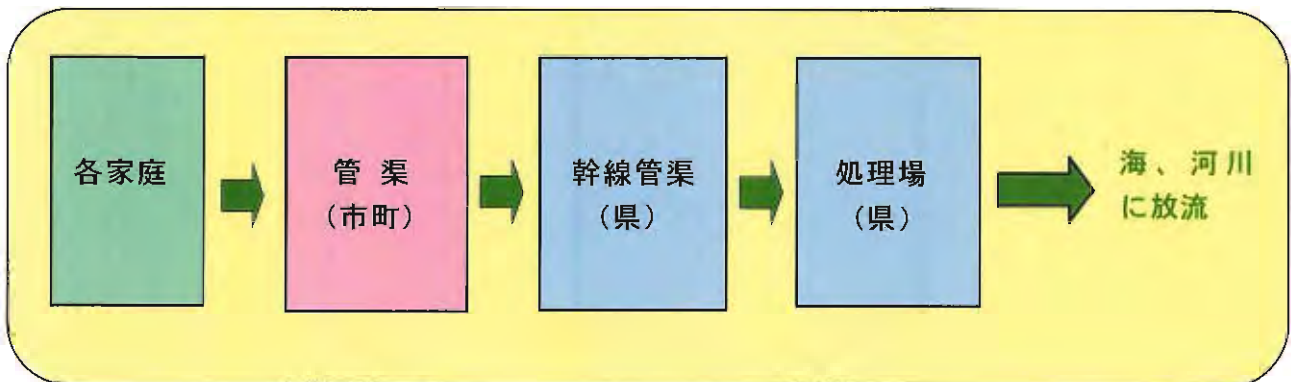 各家庭
管 渠
（市町）
幹線管渠
（県）
処理場
（県）
海、河川
に放流